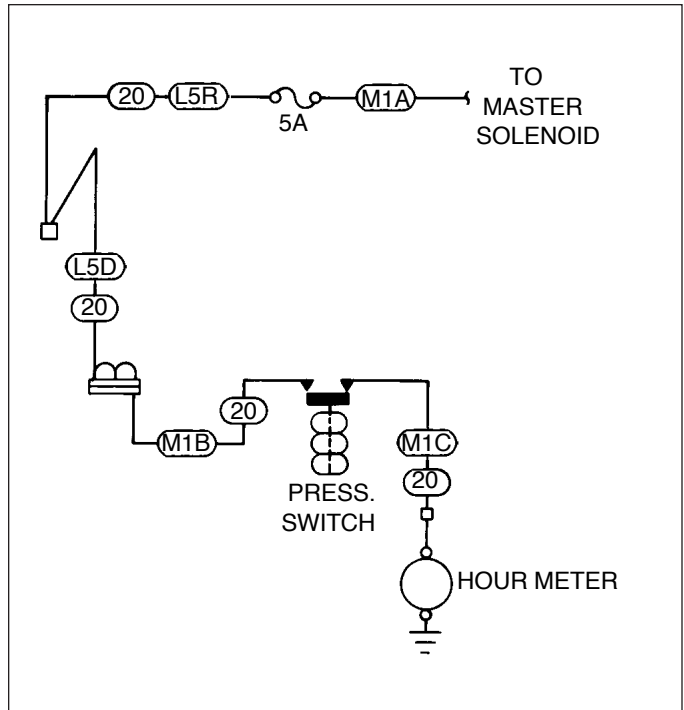 20
L5R
5A
M1A
TO
MASTER
SOLENOID
L5D
20
M1B
20
PRESS.
SWITCH
M1C
20
HOUR METER